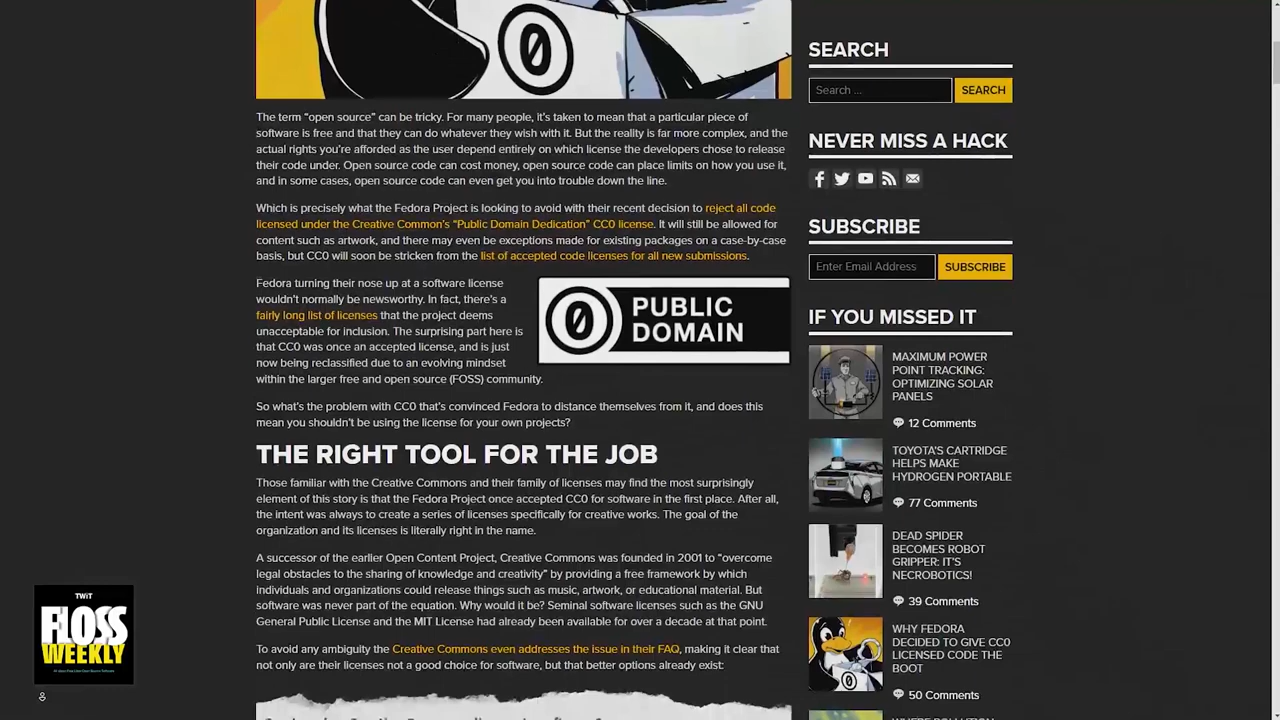 The term “open source” can be tricky. For many people, it’s taken to mean that a particular piece of
software is free and that they can do whatever they wish with it. But the reality is far more complex, and the
actual rights you’re afforded as the user depend entirely on which license the developers chose to release
their code under. Open source code can cost money, open source code can place limits on how you use it,
and in some cases, open source code can even get you into trouble down the line.
Which is precisely what the Fedora Project is looking to avoid with their recent decision to reject all code
licensed under the Creative Common’s “Public Domain Dedication” CC0 license. It will still be allowed for
content such as artwork, and there may even be exceptions made for existing packages on a case-by-case
basis, but CC0 will soon be stricken from the list of accepted code licenses for all new submissions.
Fedora turning their nose up at a software license
wouldn’t normally be newsworthy. In fact, there’s a
fairly long list of licenses that the project deems
unacceptable for inclusion. The surprising part here is
that CC0 was once an accepted license, and is just
now being reclassified due to an evolving mindset
within the larger free and open source (FOSS) community.
0 PUBLIC
DOMAIN
So what’s the problem with CC0 that’s convinced Fedora to distance themselves from it, and does this
mean you shouldn’t be using the license for your own projects?
THE RIGHT TOOL FOR THE JOB
Those familiar with the Creative Commons and their family of licenses may find the most surprisingly
element of this story is that the Fedora Project once accepted CC0 for software in the first place. After all,
the intent was always to create a series of licenses specifically for creative works. The goal of the
organization and its licenses is literally right in the name.
A successor of the earlier Open Content Project, Creative Commons was founded in 2001 to “overcome
legal obstacles to the sharing of knowledge and creativity” by providing a free framework by which
individuals and organizations could release things such as music, artwork, or educational material. But
software was never part of the equation. Why would it be? Seminal software licenses such as the GNU
General Public License and the MIT License had already been available for over a decade at that point.
To avoid any ambiguity the Creative Commons even addresses the issue in their FAQ, making it clear that
not only are their licenses not a good choice for software, but that better options already exist:
SEARCH
Search ...
SEARCH
NEVER MISS A HACK
SUBSCRIBE
Enter Email Address
SUBSCRIBE
IF YOU MISSED IT
MAXIMUM POWER
POINT TRACKING:
OPTIMIZING SOLAR
PANELS
12 Comments
TOYOTA’S CARTRIDGE
HELPS MAKE
HYDROGEN PORTABLE
77 Comments
DEAD SPIDER
BECOMES ROBOT
GRIPPER: IT’S
NECROBOTICS!
39 Comments
WHY FEDORA
DECIDED TO GIVE CC0
LICENSED CODE THE
BOOT
50 Comments
TWiT
FLOSS
WEEKLY